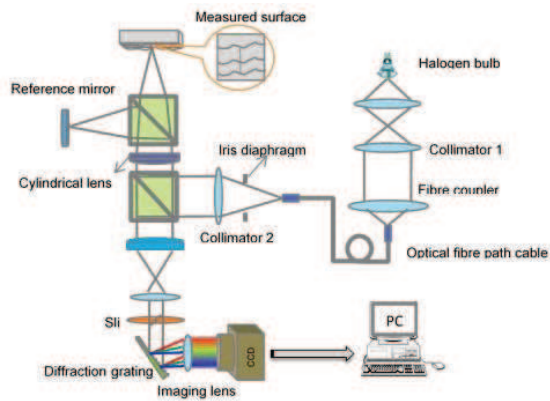 Measured surface
Halogen bulb
Reference mirror
Iris diaphragm
Collimator 1
Cylindrical lens
Fibre coupler
Collimator 2
Optical fibre path cable
Sli
PC
CCD
Diffraction grating
Imaging lens